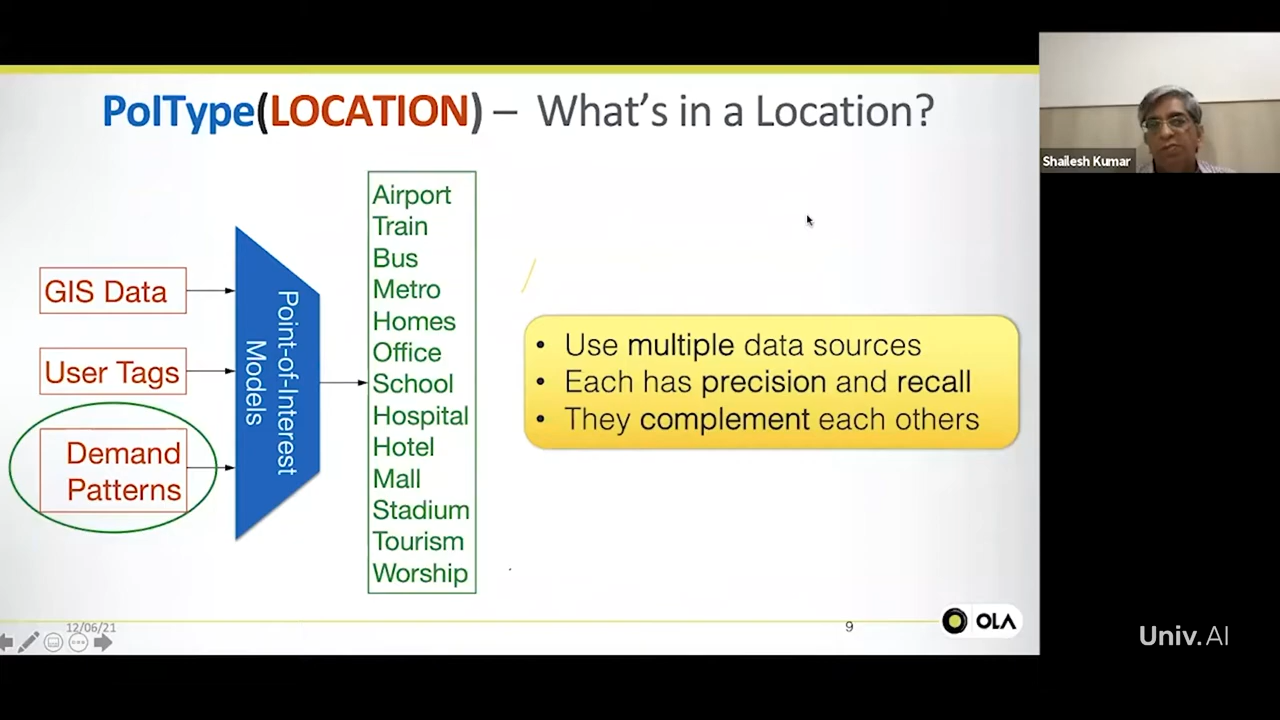 PoIType(LOCATION) – What's in a Location?
Shailesh Kumar
GIS Data
User Tags
Demand
Patterns
Point-of-Interest
Models
Airport
Train
Bus
Metro
Homes
Office
School
Hospital
Hotel
Mall
Stadium
Tourism
Worship
• Use multiple data sources
• Each has precision and recall
• They complement each others
12/06/21
9
OLA
Univ.AI